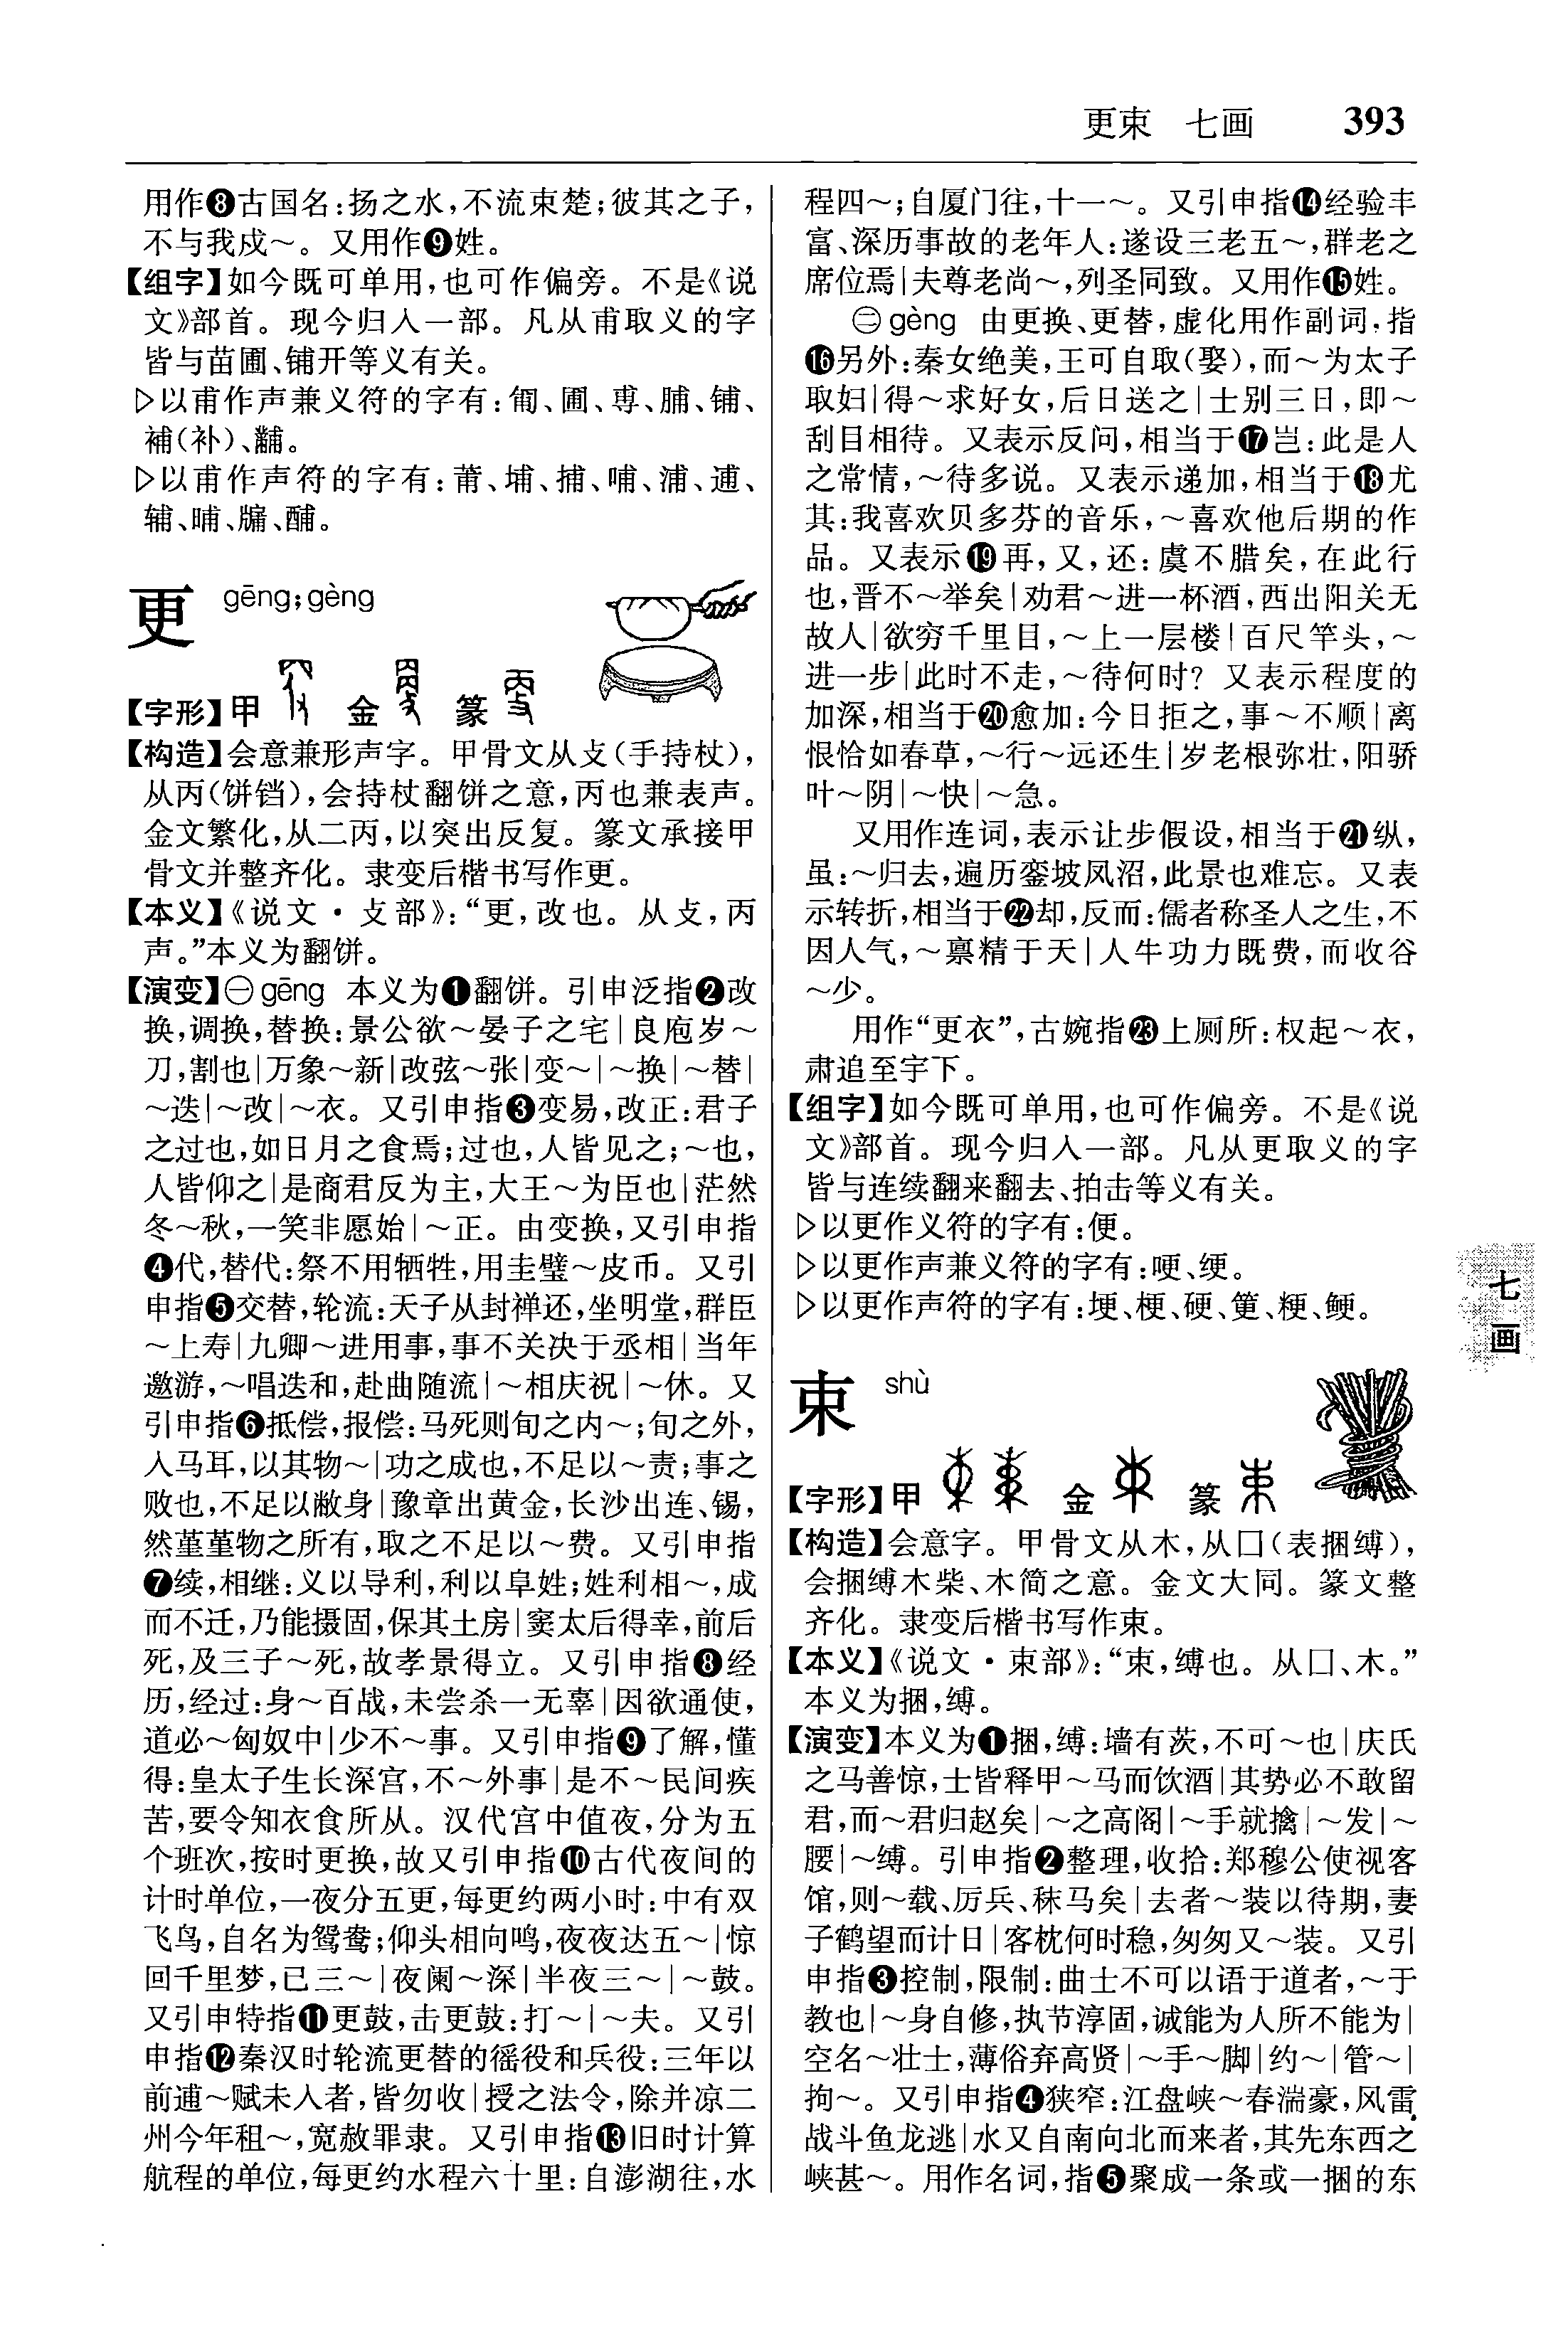 更束　七画　393
用作❽古国名:扬之水,不流束楚;彼其之子,
不与我戍～。又用作❾姓。
【组字】如今既可单用,也可作偏旁。不是《说
文》部首。现今归入一部。凡从甫取义的字
皆与苗圃、铺开等义有关。
▷以甫作声兼义符的字有:匍、圃、尃、脯、铺、
補(补)、黼。
▷以甫作声符的字有:莆、埔、捕、哺、浦、逋、
辅、晡、牖、酺。
更 gēng;gèng
【字形】甲 金 篆
【构造】会意兼形声字。甲骨文从攴(手持杖),
从丙(饼铛),会持杖翻饼之意,丙也兼表声。
金文繁化,从二丙,以突出反复。篆文承接甲
骨文并整齐化。隶变后楷书写作更。
【本义】《说文·攴部》:“更,改也。从攴,丙
声。”本义为翻饼。
【演变】㊀gēng 本义为❶翻饼。引申泛指❷改
换,调换,替换:景公欲～晏子之宅|良庖岁～
刀,割也|万象～新|改弦～张|变～|～换|～替|
～迭|～改|～衣。又引申指❸变易,改正:君子
之过也,如日月之食焉;过也,人皆见之;～也,
人皆仰之|是商君反为主,大王～为臣也|茫然
冬～秋,一笑非愿始|～正。由变换,又引申指
❹代,替代:祭不用牺牲,用圭璧～皮币。又引
申指❺交替,轮流:天子从封禅还,坐明堂,群臣
～上寿|九卿～进用事,事不关决于丞相|当年
遨游,～唱迭和,赴曲随流|～相庆祝|～休。又
引申指❻抵偿,报偿:马死则旬之内～;旬之外,
入马耳,以其物～|功之成也,不足以～责;事之
败也,不足以敝身|豫章出黄金,长沙出连、锡,
然堇堇物之所有,取之不足以～费。又引申指
❼续,相继:义以导利,利以阜姓;姓利相～,成
而不迁,乃能摄固,保其土房|窦太后得幸,前后
死,及三子～死,故孝景得立。又引申指❽经
历,经过:身～百战,未尝杀一无辜|因欲通使,
道必～匈奴中|少不～事。又引申指❾了解,懂
得:皇太子生长深宫,不～外事|是不～民间疾
苦,要令知衣食所从。汉代宫中值夜,分为五
个班次,按时更换,故又引申指❿古代夜间的
计时单位,一夜分五更,每更约两小时:中有双
飞鸟,自名为鸳鸯;仰头相向鸣,夜夜达五～|惊
回千里梦,已三～|夜阑～深|半夜三～|～鼓。
又引申特指⓫更鼓,击更鼓:打～|～夫。又引
申指⓬秦汉时轮流更替的徭役和兵役:三年以
前逋～赋未入者,皆勿收|授之法令,除并凉二
州今年租～,宽赦罪隶。又引申指⓭旧时计算
航程的单位,每更约水程六十里:自澎湖往,水
程四～;自厦门往,十一～。又引申指⓮经验丰
富、深历事故的老年人:遂设三老五～,群老之
席位焉|夫尊老尚～,列圣同致。又用作⓯姓。
㊁gèng 由更换、更替,虚化用作副词,指
⓰另外:秦女绝美,王可自取(娶),而～为太子
取妇|得～求好女,后日送之|士别三日,即～
刮目相待。又表示反问,相当于⓱岂:此是人
之常情,～待多说。又表示递加,相当于⓲尤
其:我喜欢贝多芬的音乐,～喜欢他后期的作
品。又表示⓳再,又,还:虞不腊矣,在此行
也,晋不～举矣|劝君～进一杯酒,西出阳关无
故人|欲穷千里目,～上一层楼|百尺竿头,～
进一步|此时不走,～待何时?又表示程度的
加深,相当于⓴愈加:今日拒之,事～不顺|离
恨恰如春草,～行～远还生|岁老根弥壮,阳骄
叶～阴|～快|～急。
又用作连词,表示让步假设,相当于㉑纵,
虽:～归去,遍历銮坡凤沼,此景也难忘。又表
示转折,相当于㉒却,反而:儒者称圣人之生,不
因人气,～禀精于天|人牛功力既费,而收谷
～少。
用作“更衣”,古婉指㉓上厕所:权起～衣,
肃追至宇下。
【组字】如今既可单用,也可作偏旁。不是《说
文》部首。现今归入一部。凡从更取义的字
皆与连续翻来翻去、拍击等义有关。
▷以更作义符的字有:便。
▷以更作声兼义符的字有:哽、绠。
▷以更作声符的字有:埂、梗、硬、筻、粳、鲠。
束 shù
【字形】甲 金 篆
【构造】会意字。甲骨文从木,从囗(表捆缚),
会捆缚木柴、木简之意。金文大同。篆文整
齐化。隶变后楷书写作束。
【本义】《说文·束部》:“束,缚也。从囗、木。”
本义为捆,缚。
【演变】本义为❶捆,缚:墙有茨,不可～也|庆氏
之马善惊,士皆释甲～马而饮酒|其势必不敢留
君,而～君归赵矣|～之高阁|～手就擒|～发|～
腰|～缚。引申指❷整理,收拾:郑穆公使视客
馆,则～载、厉兵、秣马矣|去者～装以待期,妻
子鹤望而计日|客枕何时稳,匆匆又～装。又引
申指❸控制,限制:曲士不可以语于道者,～于
教也|～身自修,执节淳固,诚能为人所不能为|
空名～壮士,薄俗弃高贤|～手～脚|约～|管～|
拘～。又引申指❹狭窄:江盘峡～春湍豪,风雷
战斗鱼龙逃|水又自南向北而来者,其先东西之
峡甚～。用作名词,指❺聚成一条或一捆的东
七画